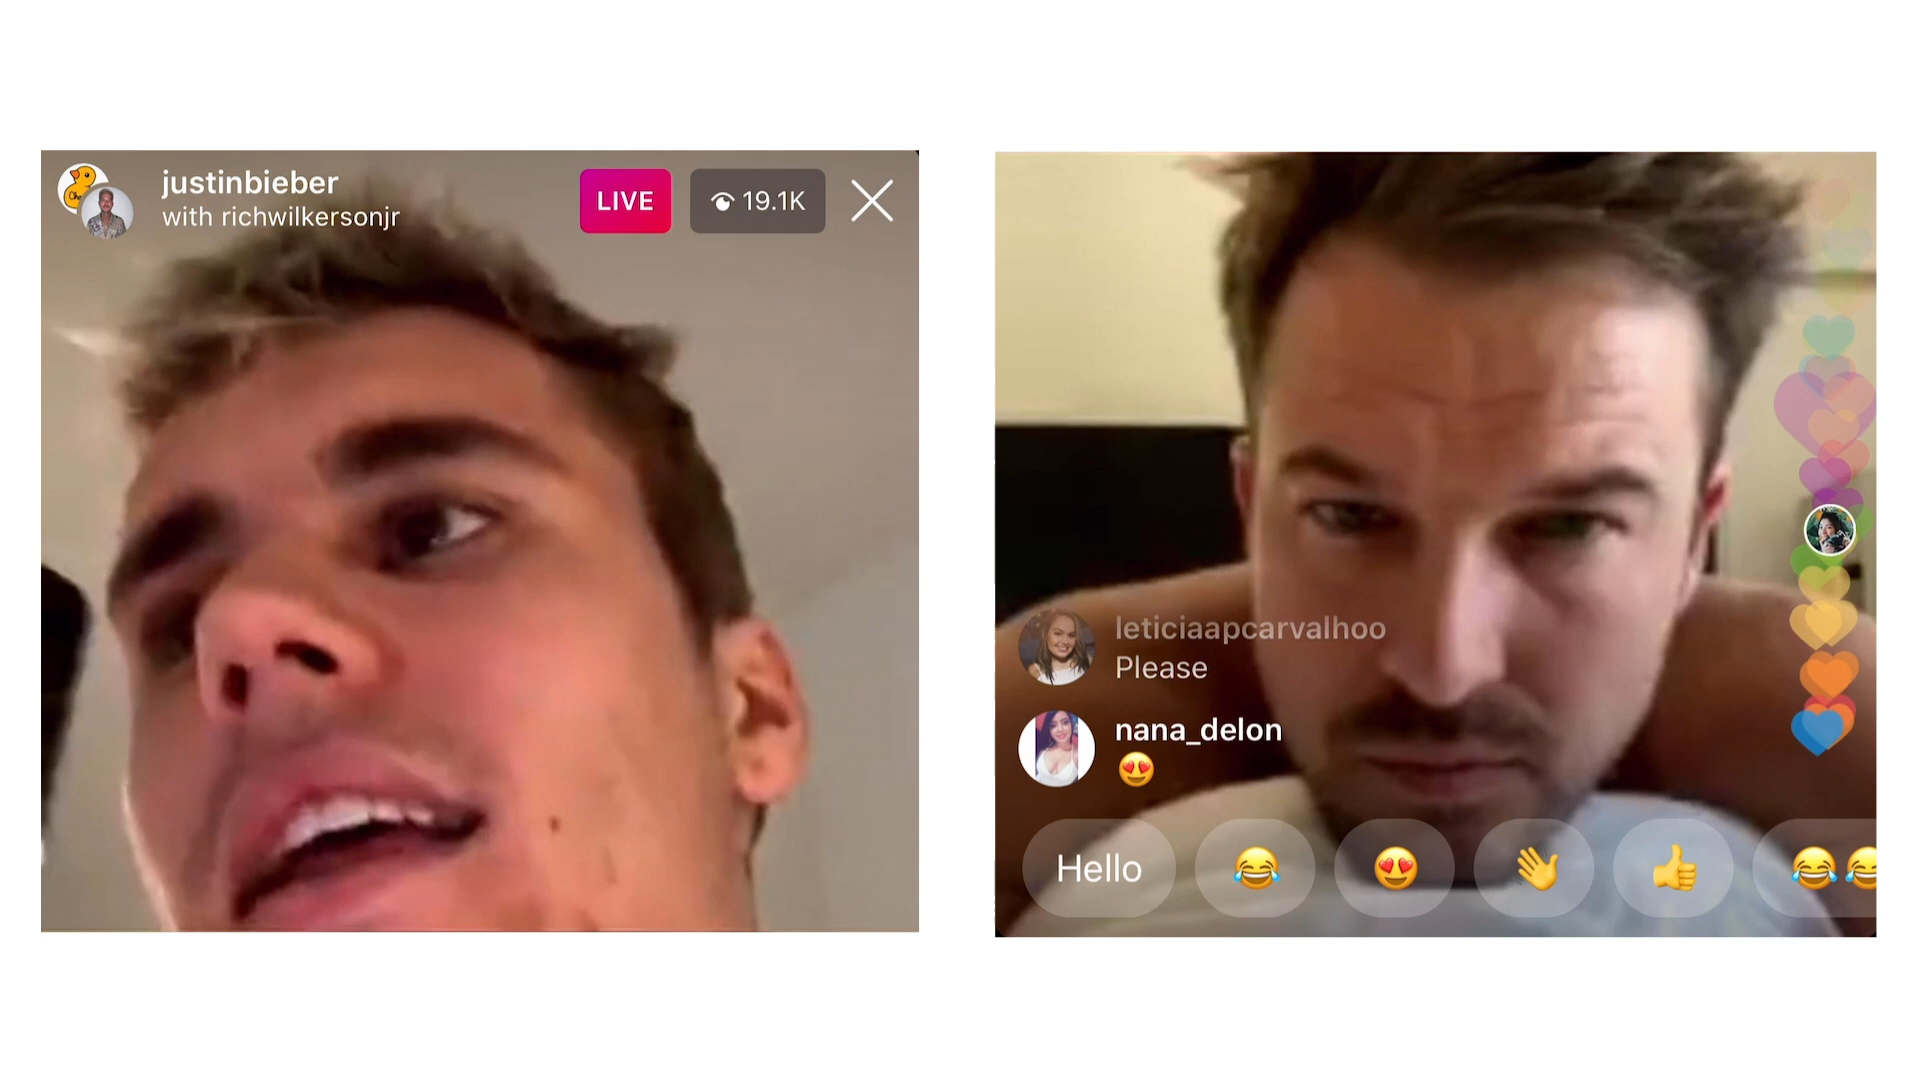 justinbieber
with richwilkersonjr
LIVE
19.1K
leticiaapcarvalhoo
Please
nana_delon
😍
Hello 😂 😍 👋 👍 😂😂